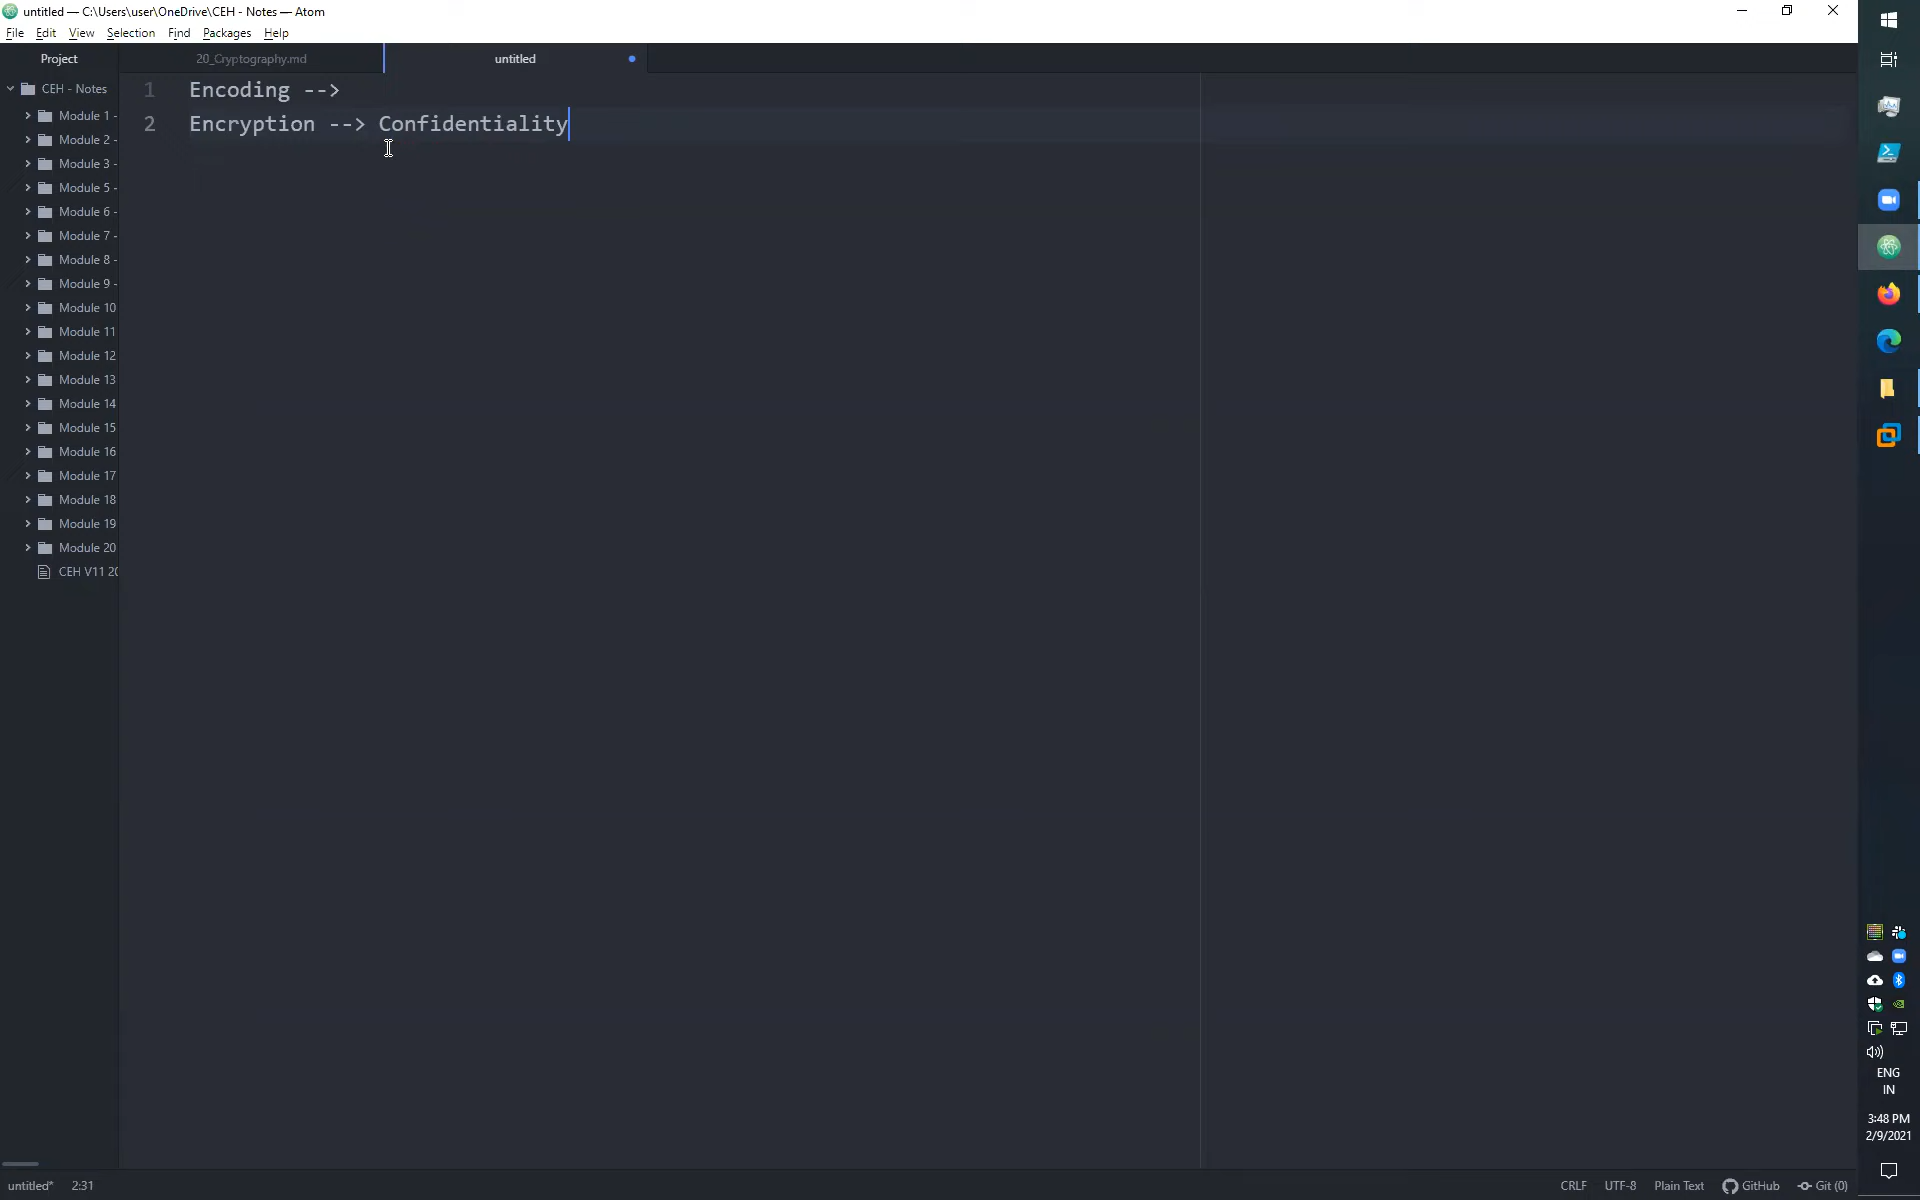 untitled — C:\Users\user\OneDrive\CEH - Notes — Atom
File Edit View Selection Find Packages Help
Project
20_Cryptography.md
untitled
CEH - Notes
Module 1 -
Module 2 -
Module 3 -
Module 5 -
Module 6 -
Module 7 -
Module 8 -
Module 9 -
Module 10
Module 11
Module 12
Module 13
Module 14
Module 15
Module 16
Module 17
Module 18
Module 19
Module 20
CEH V11 20
1 Encoding -->
2 Encryption --> Confidentiality
ENG
IN
3:48 PM
2/9/2021
untitled* 2:31
CRLF UTF-8 Plain Text GitHub Git (0)